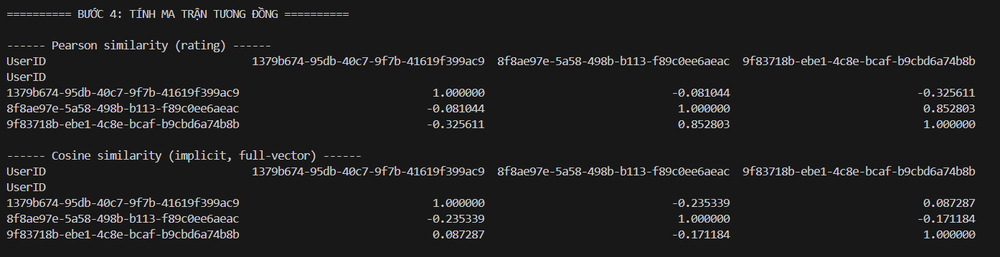 ========== BƯỚC 4: TÍNH MA TRẬN TƯƠNG ĐỒNG ==========
------ Pearson similarity (rating) ------
UserID 1379b674-95db-40c7-9f7b-41619f399ac9 8f8ae97e-5a58-498b-b113-f89c0ee6aeac 9f83718b-ebe1-4c8e-bcaf-b9cbd6a74b8b
UserID
1379b674-95db-40c7-9f7b-41619f399ac9 1.000000 -0.081044 -0.325611
8f8ae97e-5a58-498b-b113-f89c0ee6aeac -0.081044 1.000000 0.852803
9f83718b-ebe1-4c8e-bcaf-b9cbd6a74b8b -0.325611 0.852803 1.000000
------ Cosine similarity (implicit, full-vector) ------
UserID 1379b674-95db-40c7-9f7b-41619f399ac9 8f8ae97e-5a58-498b-b113-f89c0ee6aeac 9f83718b-ebe1-4c8e-bcaf-b9cbd6a74b8b
UserID
1379b674-95db-40c7-9f7b-41619f399ac9 1.000000 -0.235339 0.087287
8f8ae97e-5a58-498b-b113-f89c0ee6aeac -0.235339 1.000000 -0.171184
9f83718b-ebe1-4c8e-bcaf-b9cbd6a74b8b 0.087287 -0.171184 1.000000